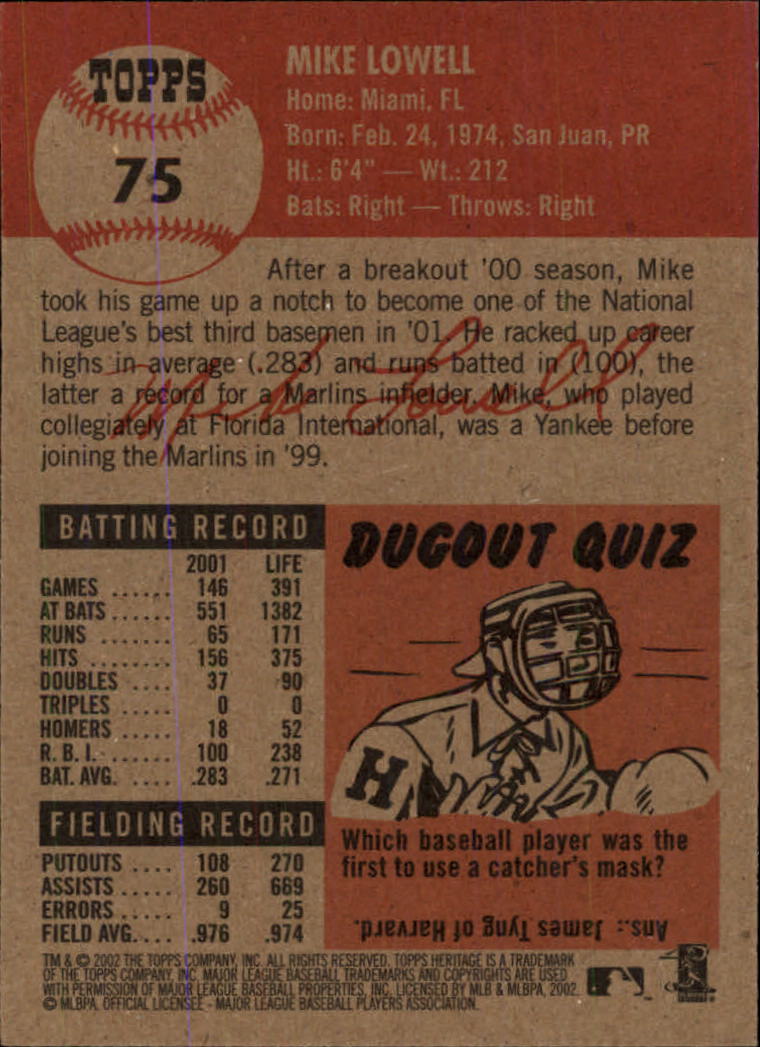 TOPPS
75
MIKE LOWELL
Home: Miami, FL
Born: Feb. 24, 1974, San Juan, PR
Ht.: 6'4" — Wt.: 212
Bats: Right — Throws: Right
After a breakout '00 season, Mike
took his game up a notch to become one of the National
League's best third basemen in '01. He racked up career
highs in average (.283) and runs batted in (100), the
latter a record for a Marlins infielder. Mike, who played
collegiately at Florida International, was a Yankee before
joining the Marlins in '99.
Mike Lowell
BATTING RECORD
2001 LIFE
GAMES ...... 146 391
AT BATS ...... 551 1382
RUNS ....... 65 171
HITS ........ 156 375
DOUBLES .... 37 90
TRIPLES ..... 0 0
HOMERS ..... 18 52
R. B. I. ....... 100 238
BAT. AVG. .... .283 .271
FIELDING RECORD
PUTOUTS .... 108 270
ASSISTS ..... 260 669
ERRORS ..... 9 25
FIELD AVG. ... .976 .974
DUGOUT QUIZ
H
Which baseball player was the
first to use a catcher's mask?
Ans.: James Tyng of Harvard.
TM & © 2002 THE TOPPS COMPANY, INC. ALL RIGHTS RESERVED. TOPPS HERITAGE IS A TRADEMARK
OF THE TOPPS COMPANY, INC. MAJOR LEAGUE BASEBALL TRADEMARKS AND COPYRIGHTS ARE USED
WITH PERMISSION OF MAJOR LEAGUE BASEBALL PROPERTIES, INC. LICENSED BY MLB & MLBPA, 2002.
© MLBPA, OFFICIAL LICENSEE - MAJOR LEAGUE BASEBALL PLAYERS ASSOCIATION.